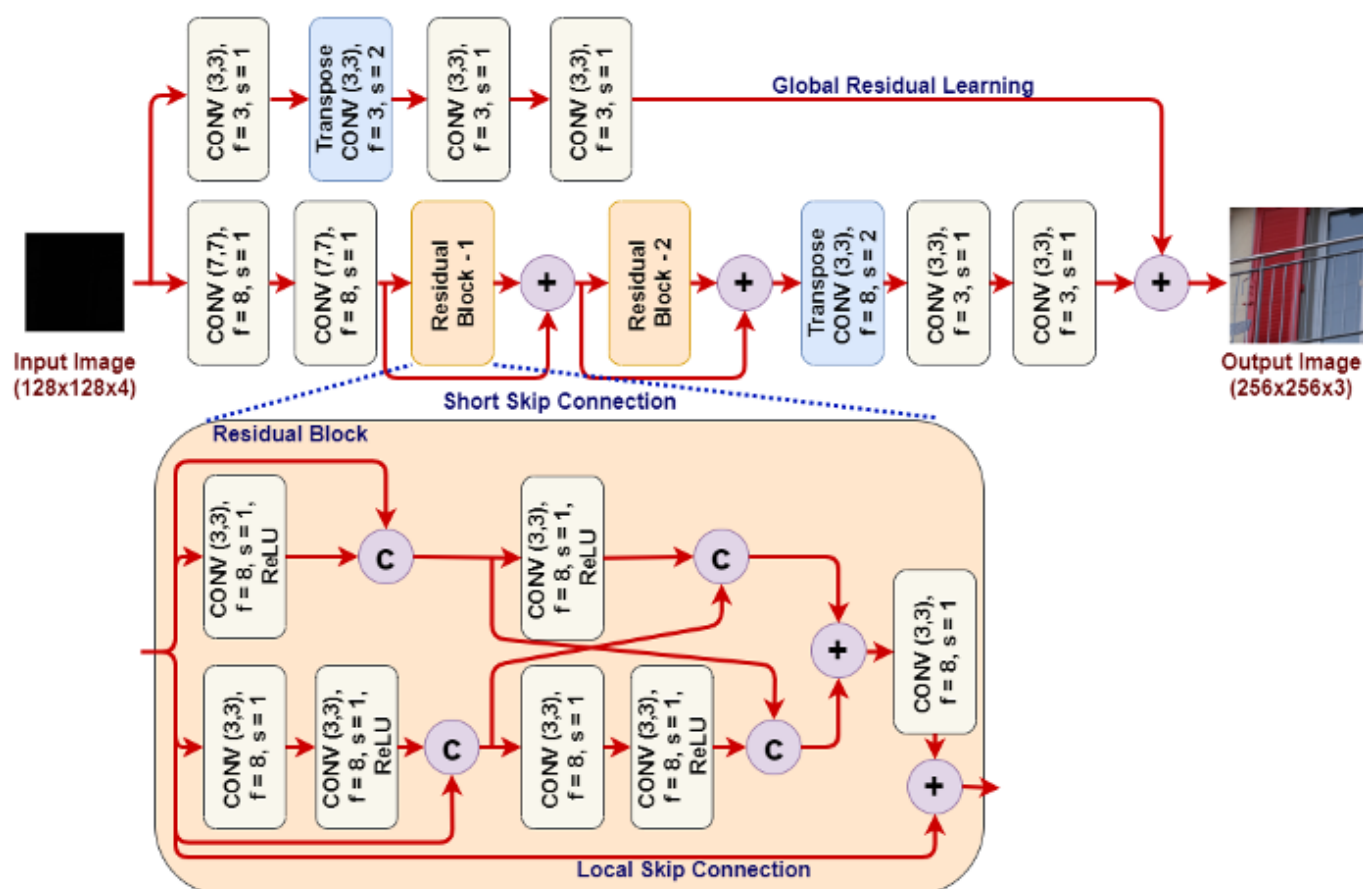 CONV (3,3),
f = 3, s = 1
Transpose
CONV (3,3),
f = 3, s = 2
CONV (3,3),
f = 3, s = 1
CONV (3,3),
f = 3, s = 1
Global Residual Learning
Input Image
(128x128x4)
CONV (7,7),
f = 8, s = 1
CONV (7,7),
f = 8, s = 1
Residual
Block -1
+
Residual
Block -2
+
Transpose
CONV (3,3),
f = 8, s = 2
CONV (3,3),
f = 3, s = 1
CONV (3,3),
f = 3, s = 1
+
Output Image
(256x256x3)
Short Skip Connection
Residual Block
CONV (3,3),
f = 8, s = 1,
ReLU
C
CONV (3,3),
f = 8, s = 1,
ReLU
C
CONV (3,3),
f = 8, s = 1
CONV (3,3),
f = 8, s = 1,
ReLU
C
CONV (3,3),
f = 8, s = 1
CONV (3,3),
f = 8, s = 1,
ReLU
C
+
CONV (3,3),
f = 8, s = 1
+
Local Skip Connection